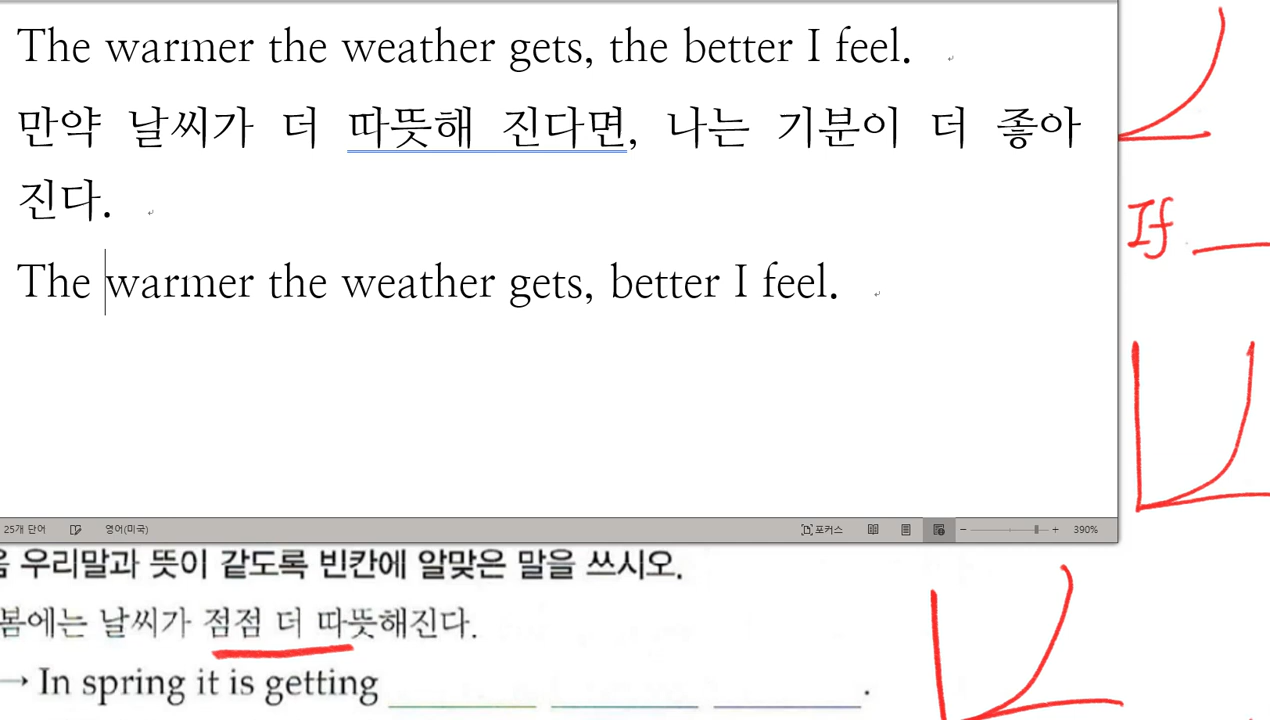 The warmer the weather gets, the better I feel.
만약 날씨가 더 따뜻해 진다면, 나는 기분이 더 좋아
진다.
If
The warmer the weather gets, better I feel.
25개 단어 영어(미국) 포커스 390%
우리말과 뜻이 같도록 빈칸에 알맞은 말을 쓰시오.
봄에는 날씨가 점점 더 따뜻해진다.
→ In spring it is getting .